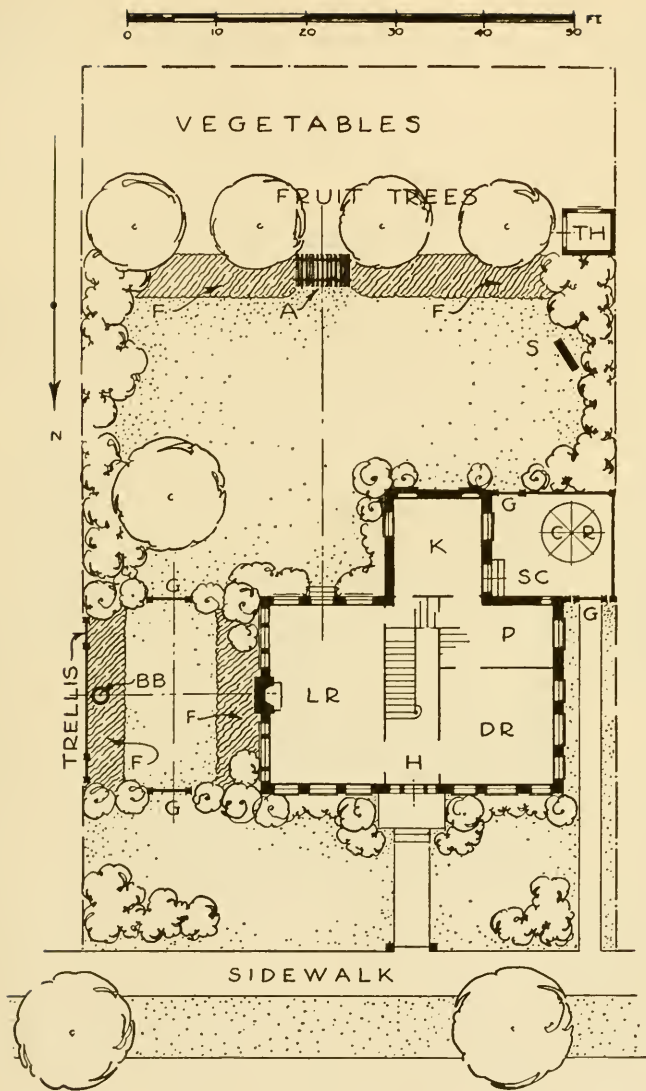 FT.
0 10 20 30 40 50
VEGETABLES
FRUIT TREES
TH
F A F
S
N
G
K
C R
SC
G
G
P
TRELLIS
BB
LR
F
DR
F
H
G
SIDEWALK